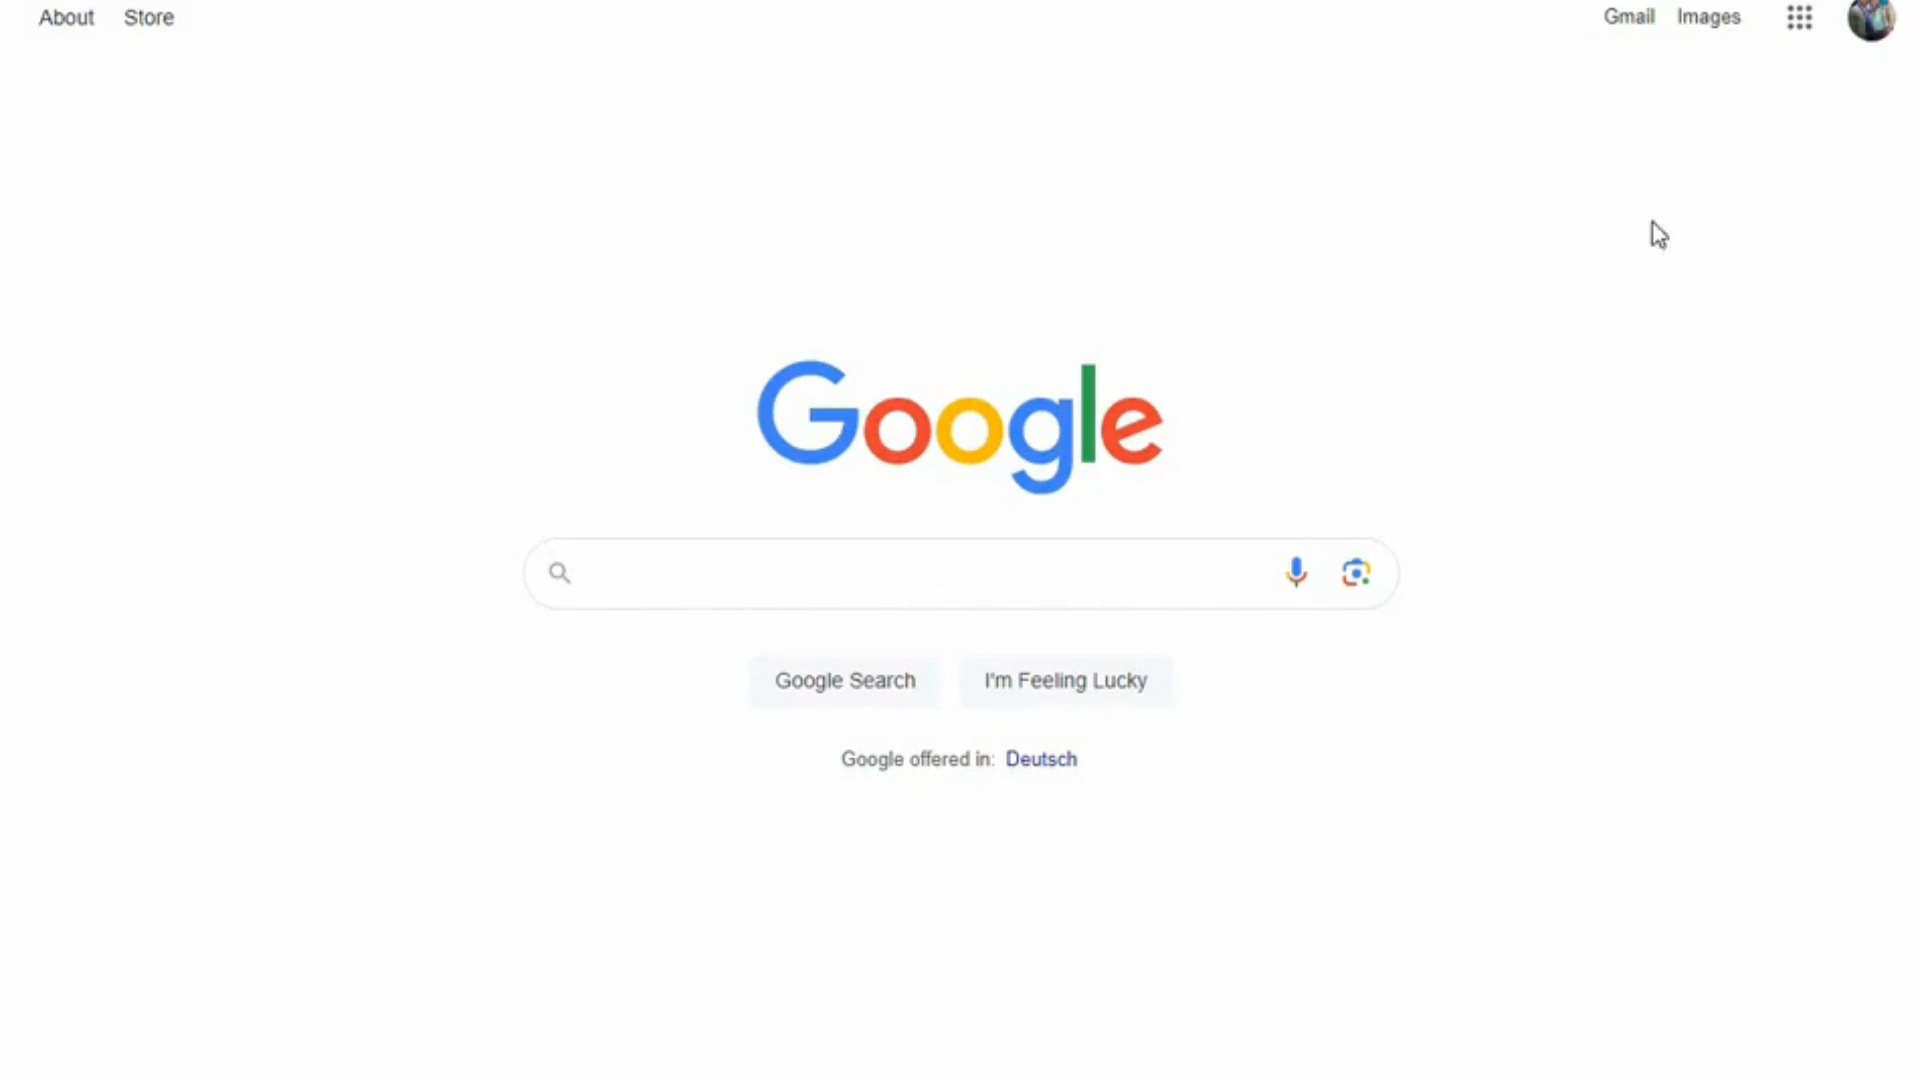 About Store
Gmail Images
Google
Google Search I'm Feeling Lucky
Google offered in: Deutsch